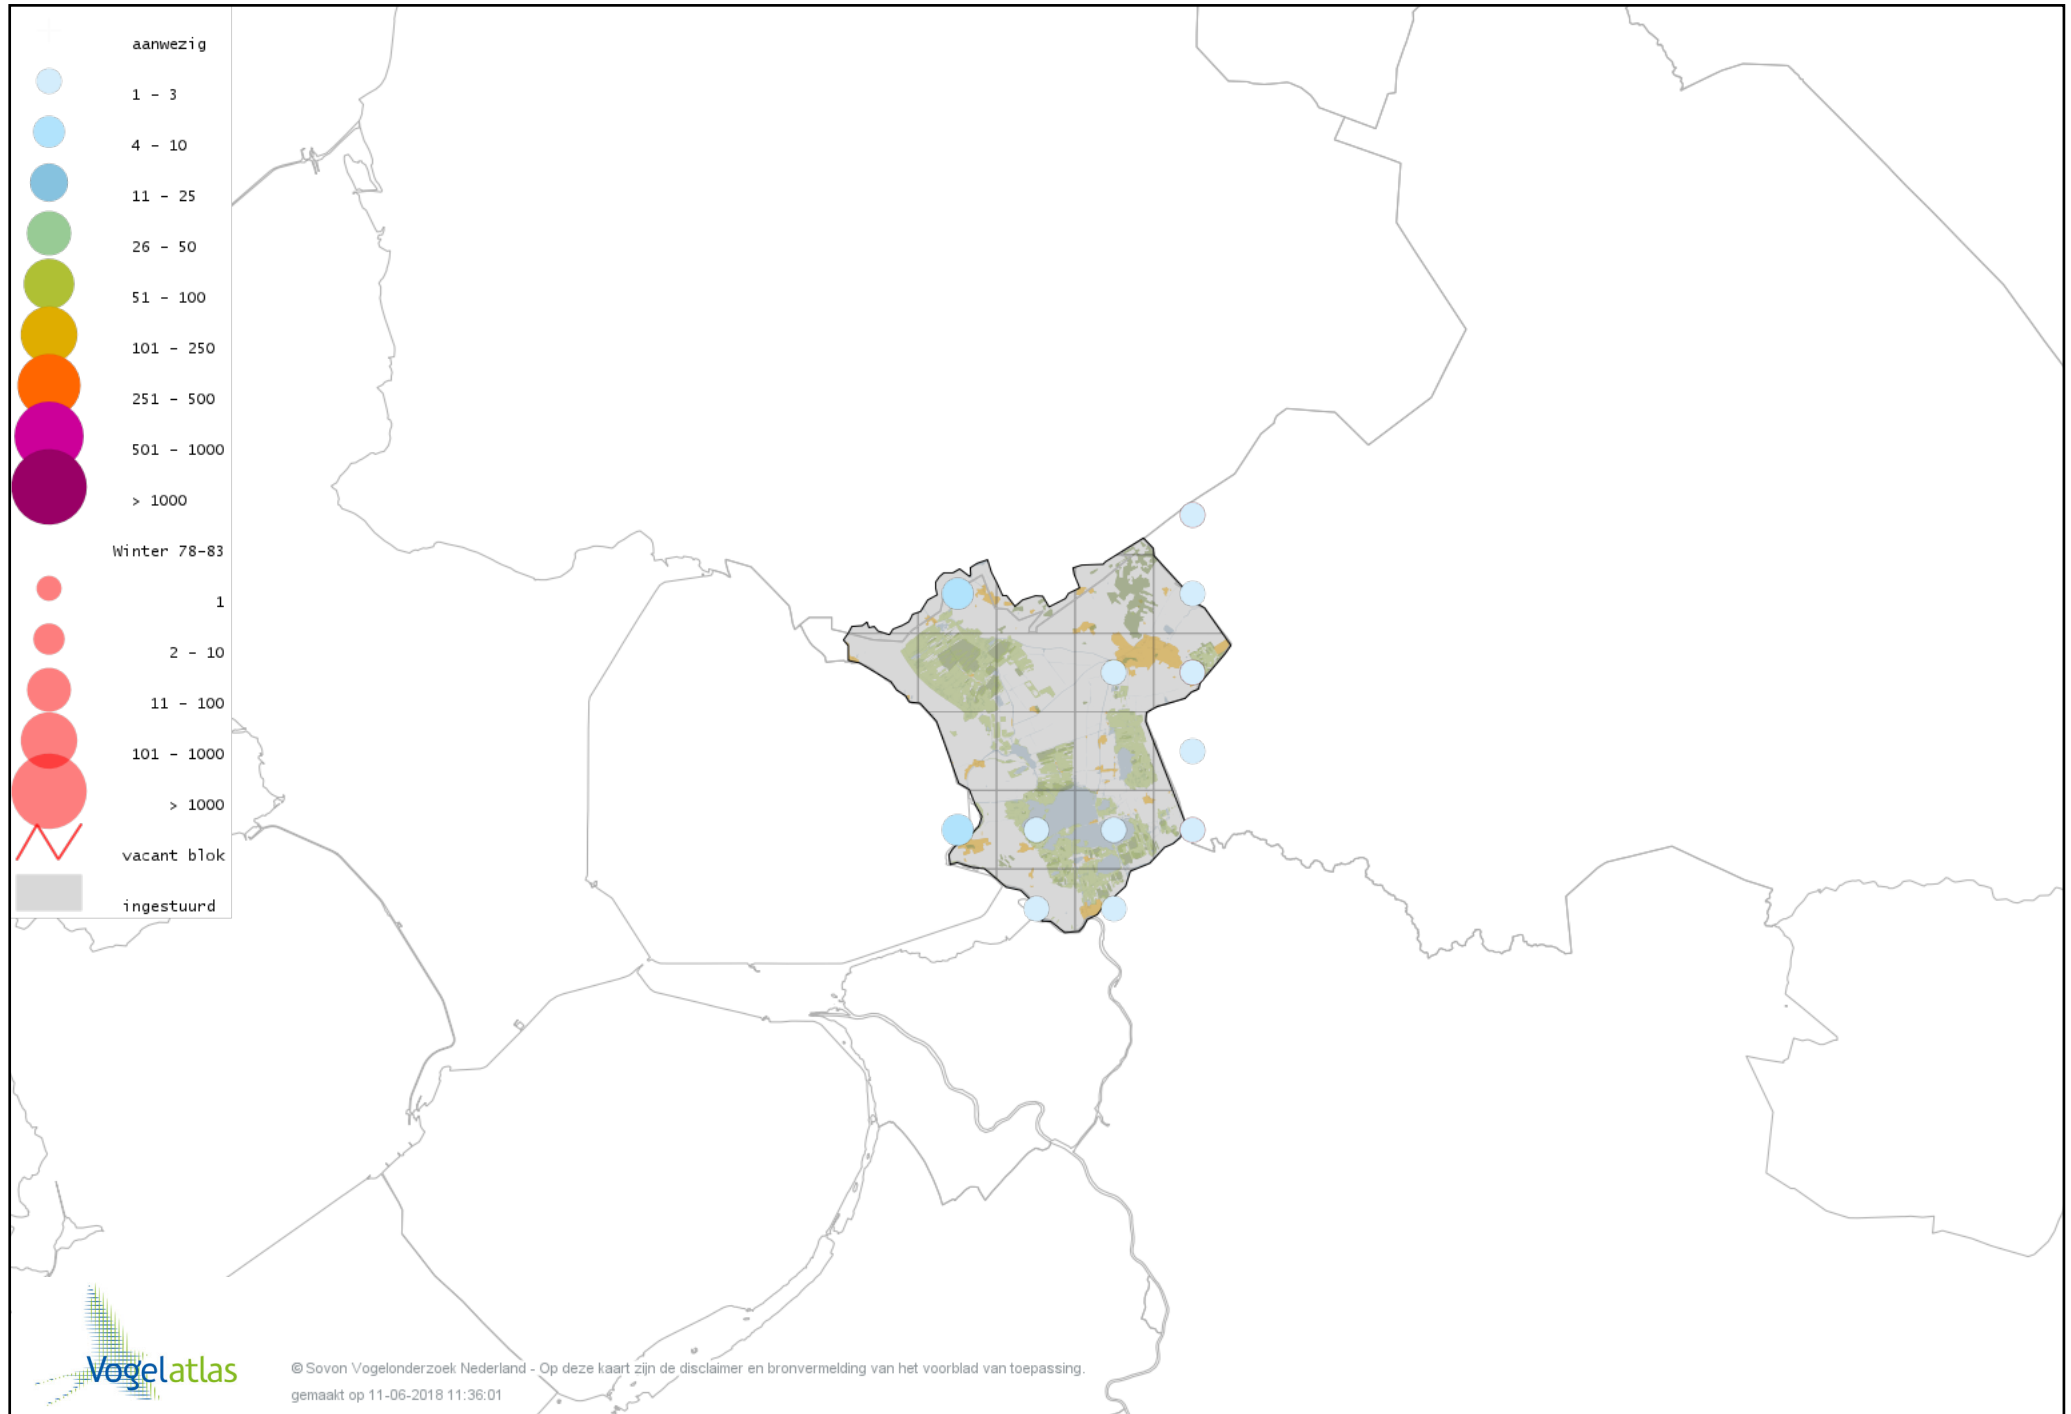 aanwezig
1 - 3
4 - 10
11 - 25
26 - 50
51 - 100
101 - 250
251 - 500
501 - 1000
> 1000
Winter 78-83
1
2 - 10
11 - 100
101 - 1000
> 1000
vacant blok
ingestuurd
Vogelatlas
© Sovon Vogelonderzoek Nederland - Op deze kaart zijn de disclaimer en bronvermelding van het voorblad van toepassing.
gemaakt op 11-06-2018 11:36:01